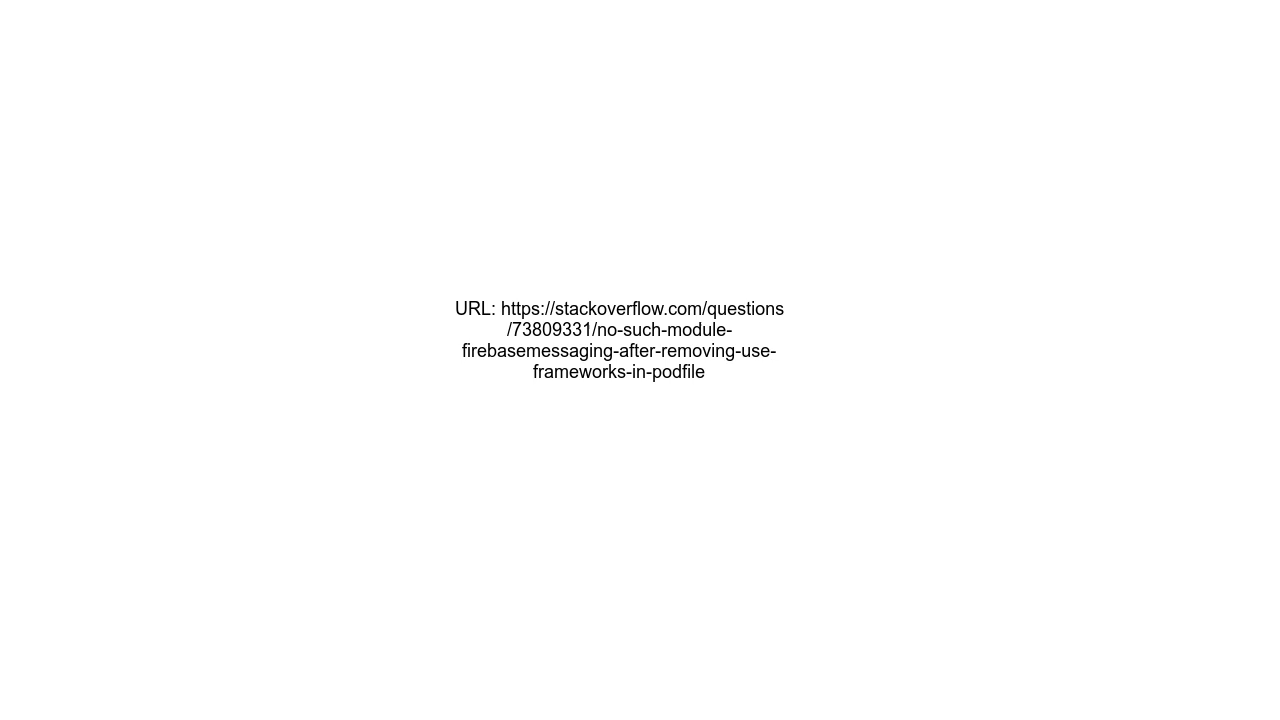 URL: https://stackoverflow.com/questions
/73809331/no-such-module-
firebasemessaging-after-removing-use-
frameworks-in-podfile